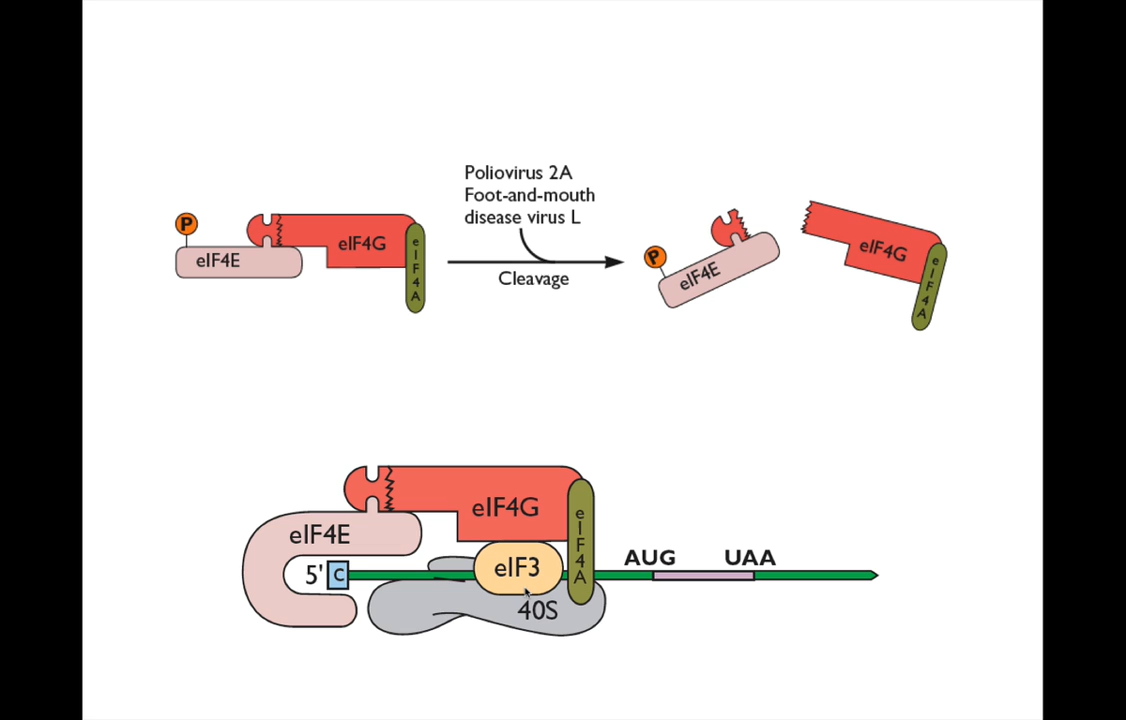 Poliovirus 2A
Foot-and-mouth
disease virus L
Cleavage
P
eIF4E
eIF4G
eIF4A
P
eIF4E
eIF4G
eIF4A
eIF4G
eIF4E
eIF4A
5' C
eIF3
40S
AUG
UAA